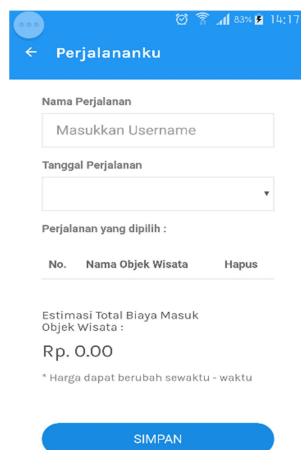 83% 14:17
Perjalananku
Nama Perjalanan
Masukkan Username
Tanggal Perjalanan
Perjalanan yang dipilih :
No. Nama Objek Wisata Hapus
Estimasi Total Biaya Masuk
Objek Wisata :
Rp. 0.00
* Harga dapat berubah sewaktu - waktu
SIMPAN